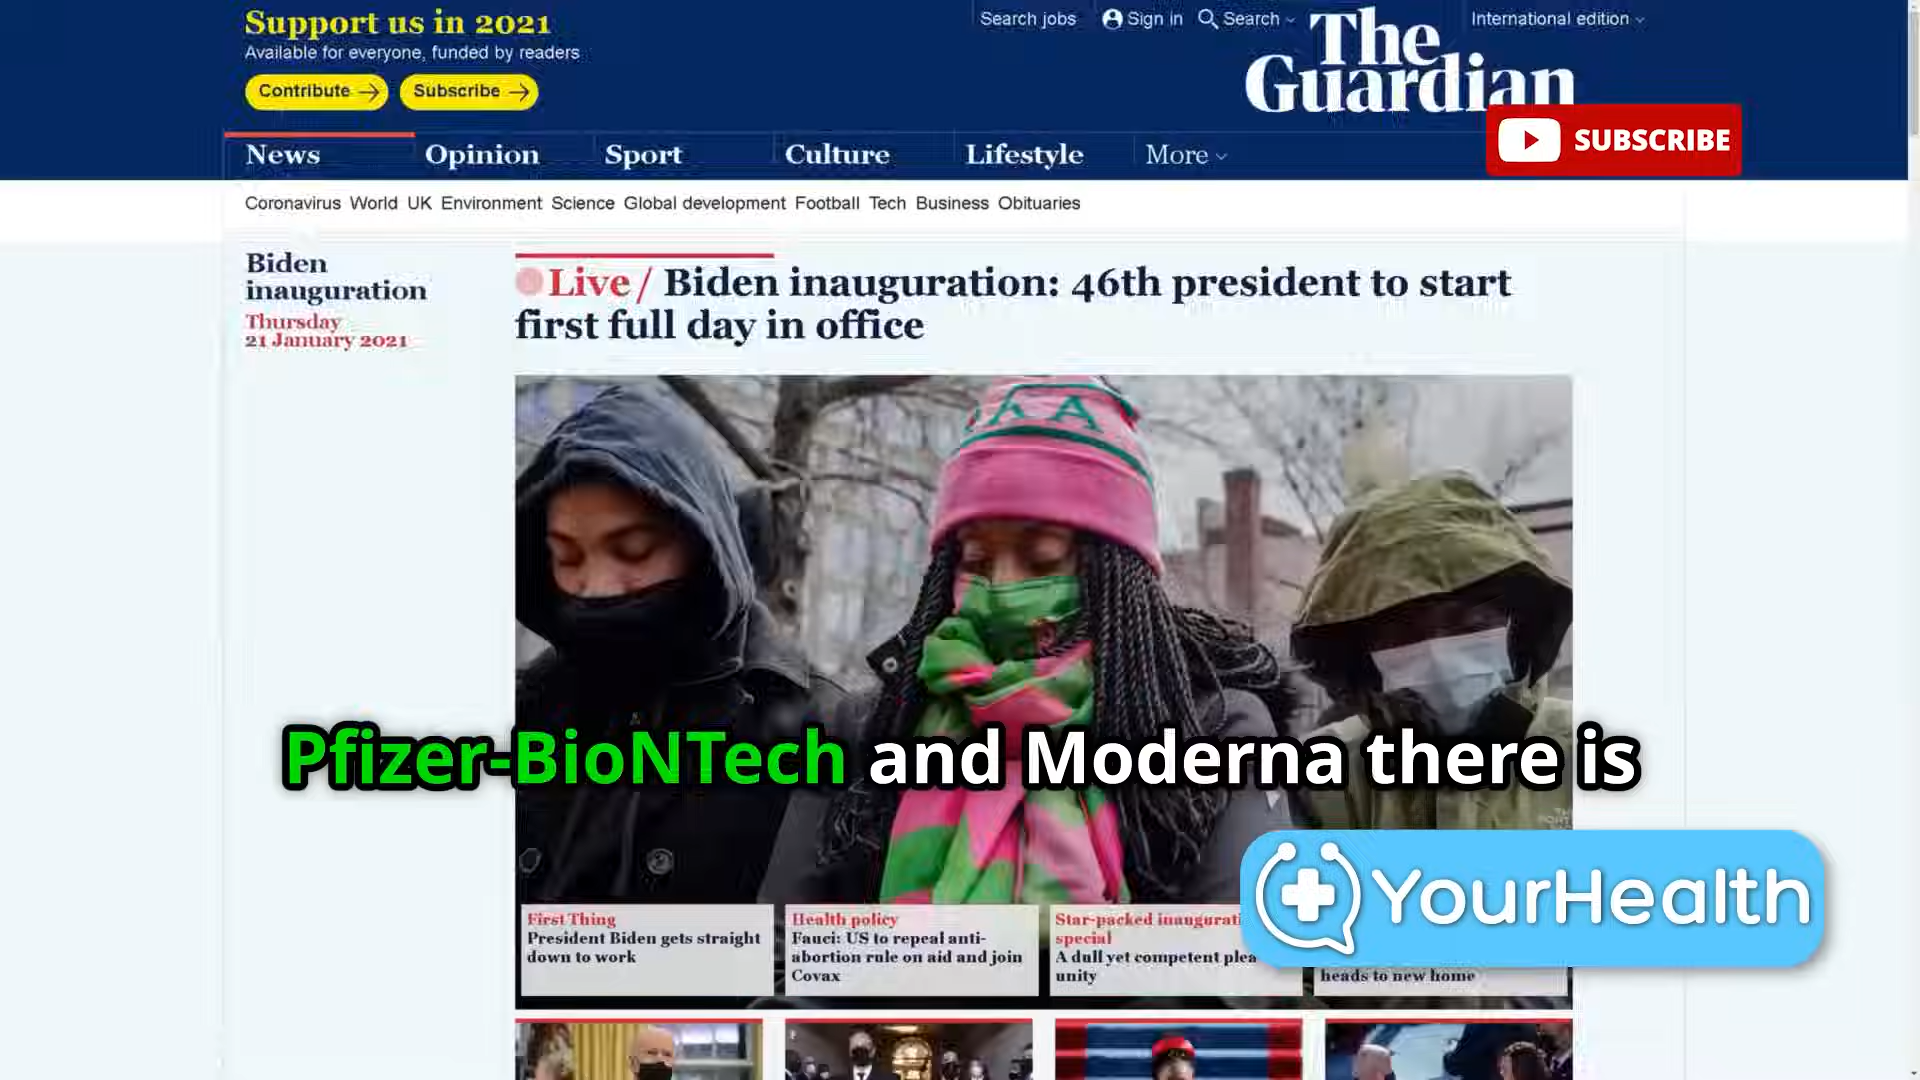 Support us in 2021
Available for everyone, funded by readers
Contribute
Subscribe
Search jobs
Sign in
Search
International edition
The
Guardian
SUBSCRIBE
News
Opinion
Sport
Culture
Lifestyle
More
Coronavirus World UK Environment Science Global development Football Tech Business Obituaries
Biden
inauguration
Thursday
21 January 2021
Live / Biden inauguration: 46th president to start
first full day in office
AA
Pfizer-BioNTech and Moderna there is
YourHealth
First Thing
President Biden gets straight
down to work
Health policy
Fauci: US to repeal anti-
abortion rule on aid and join
Covax
Star-packed
special
A dull yet competent
unity
heads to new home